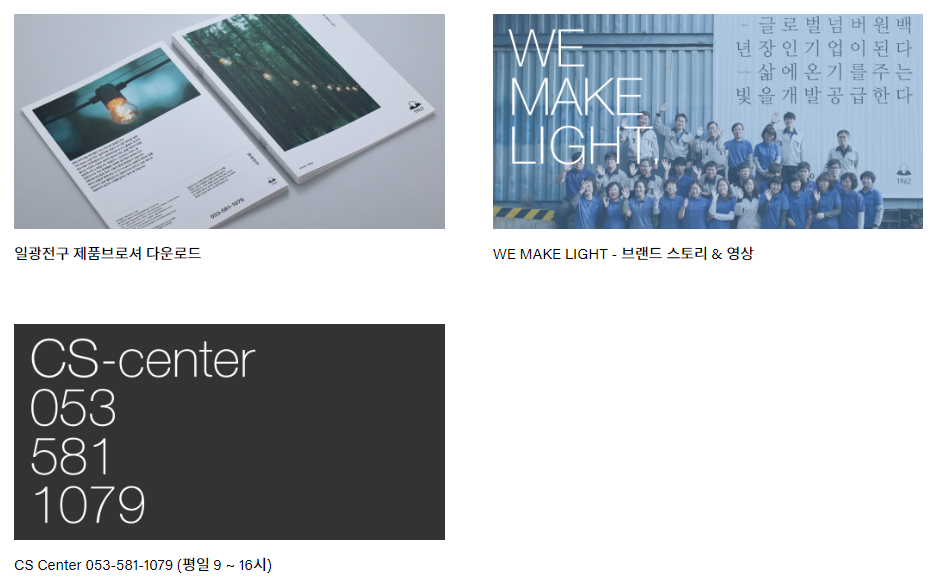 1962
053-581-1079
일광전구 제품브로셔 다운로드
WE
MAKE
LIGHT
글로벌넘버원백
년장인기업이된다
삶에온기를주는
빛을개발공급한다
1962
WE MAKE LIGHT - 브랜드 스토리 & 영상
CS-center
053
581
1079
CS Center 053-581-1079 (평일 9 ~ 16시)